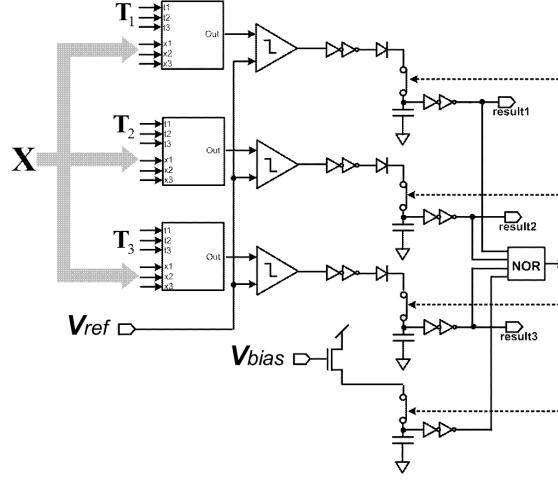 T1
t1
t2
t3
x1
x2
x3
Out
result1
X
T2
t1
t2
t3
x1
x2
x3
Out
result2
NOR
T3
t1
t2
t3
x1
x2
x3
Out
Vref
result3
Vbias